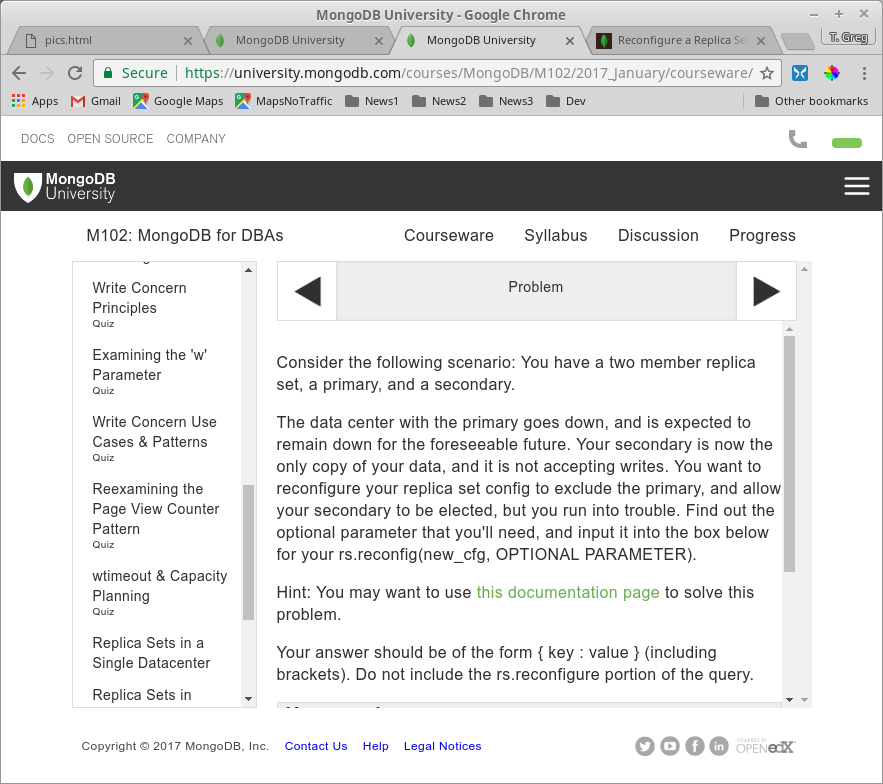 MongoDB University - Google Chrome
pics.html
MongoDB University
MongoDB University
Reconfigure a Replica Se
T. Greg
Secure
https://university.mongodb.com/courses/MongoDB/M102/2017_January/courseware/
Apps
Gmail
Google Maps
MapsNoTraffic
News1
News2
News3
Dev
Other bookmarks
DOCS OPEN SOURCE COMPANY
MongoDB
University
M102: MongoDB for DBAs
Courseware
Syllabus
Discussion
Progress
Write Concern
Principles
Quiz
Examining the 'w'
Parameter
Quiz
Write Concern Use
Cases & Patterns
Quiz
Reexamining the
Page View Counter
Pattern
Quiz
wtimeout & Capacity
Planning
Quiz
Replica Sets in a
Single Datacenter
Replica Sets in
Problem
Consider the following scenario: You have a two member replica
set, a primary, and a secondary.
The data center with the primary goes down, and is expected to
remain down for the foreseeable future. Your secondary is now the
only copy of your data, and it is not accepting writes. You want to
reconfigure your replica set config to exclude the primary, and allow
your secondary to be elected, but you run into trouble. Find out the
optional parameter that you'll need, and input it into the box below
for your rs.reconfig(new_cfg, OPTIONAL PARAMETER).
Hint: You may want to use this documentation page to solve this
problem.
Your answer should be of the form { key : value } (including
brackets). Do not include the rs.reconfigure portion of the query.
Copyright © 2017 MongoDB, Inc.
Contact Us
Help
Legal Notices
POWERED BY
OPEN edX